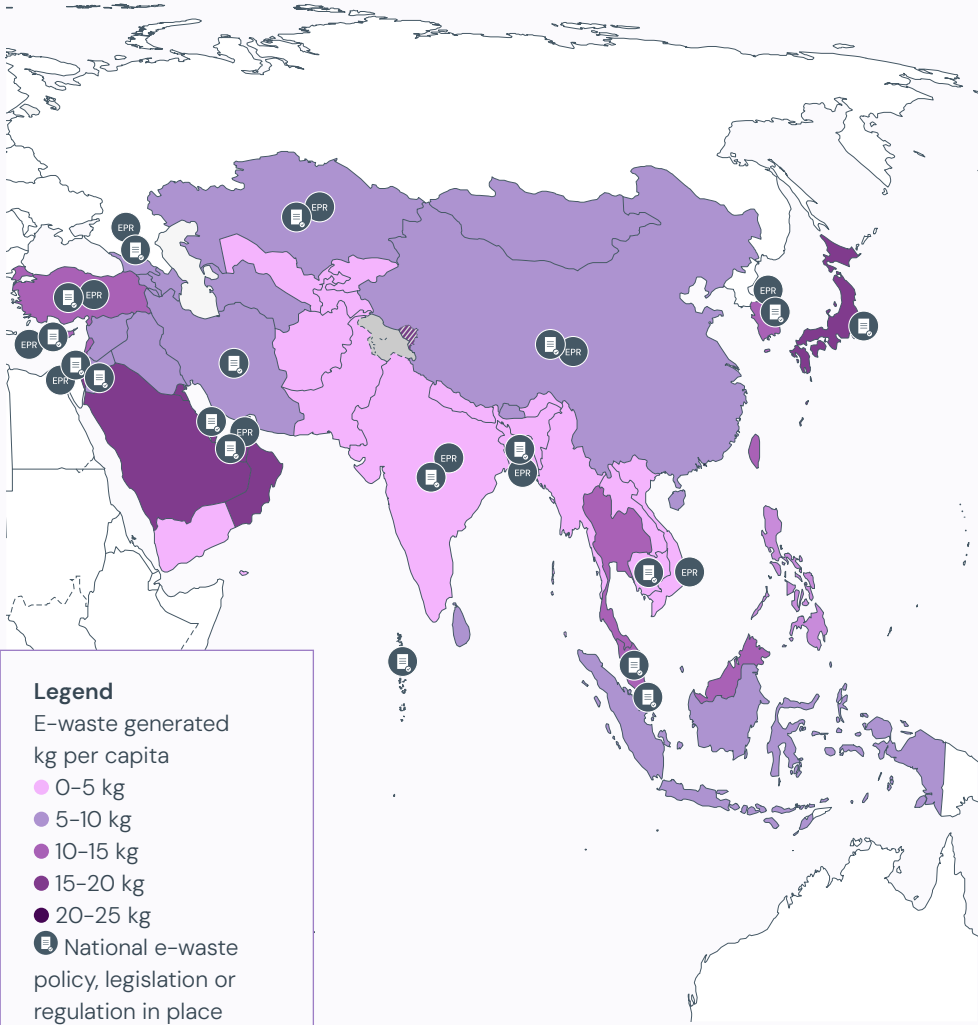 EPR
EPR
EPR
EPR
EPR
EPR
EPR
EPR
EPR
EPR
EPR
Legend
E-waste generated
kg per capita
0-5 kg
5-10 kg
10-15 kg
15-20 kg
20-25 kg
National e-waste
policy, legislation or
regulation in place